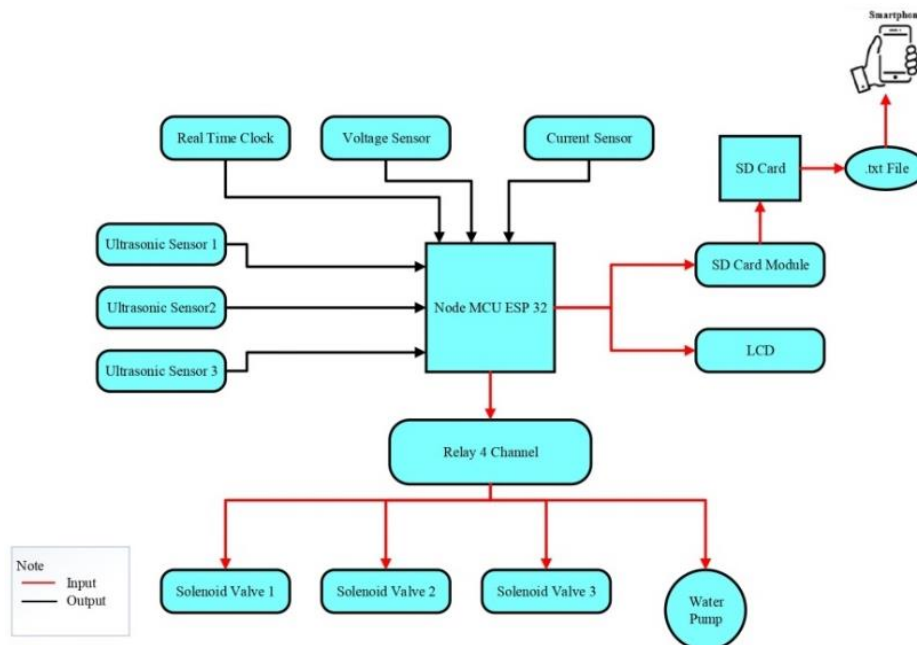 Smartphon
Real Time Clock
Voltage Sensor
Current Sensor
SD Card
.txt File
Ultrasonic Sensor 1
Ultrasonic Sensor2
Ultrasonic Sensor 3
Node MCU ESP 32
SD Card Module
LCD
Relay 4 Channel
Solenoid Valve 1
Solenoid Valve 2
Solenoid Valve 3
Water
Pump
Note
Input
Output